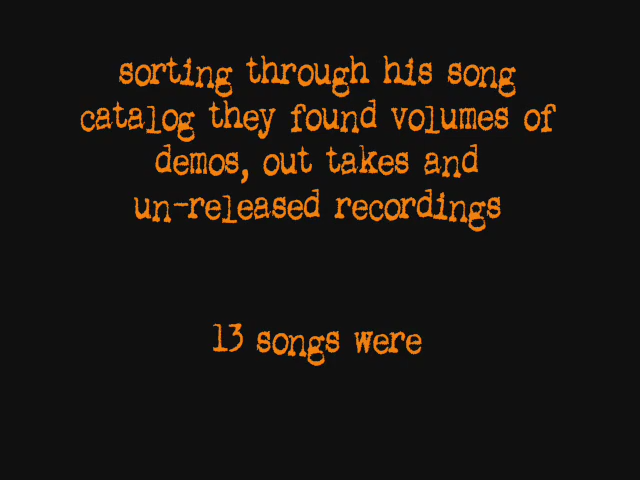 sorting through his song
catalog they found volumes of
demos, out takes and
un-released recordings
13 songs were